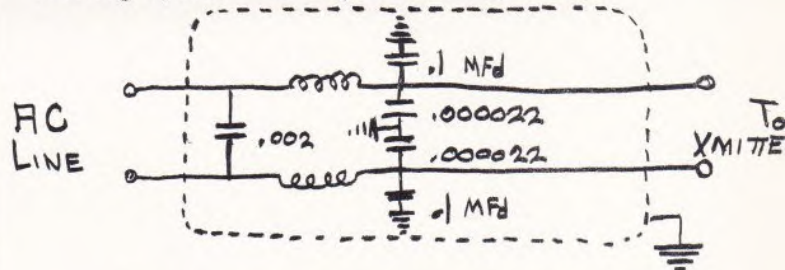 .1 MFd
AC
LINE
.002
.000022
.000022
To
XMITTE
.1 MFd